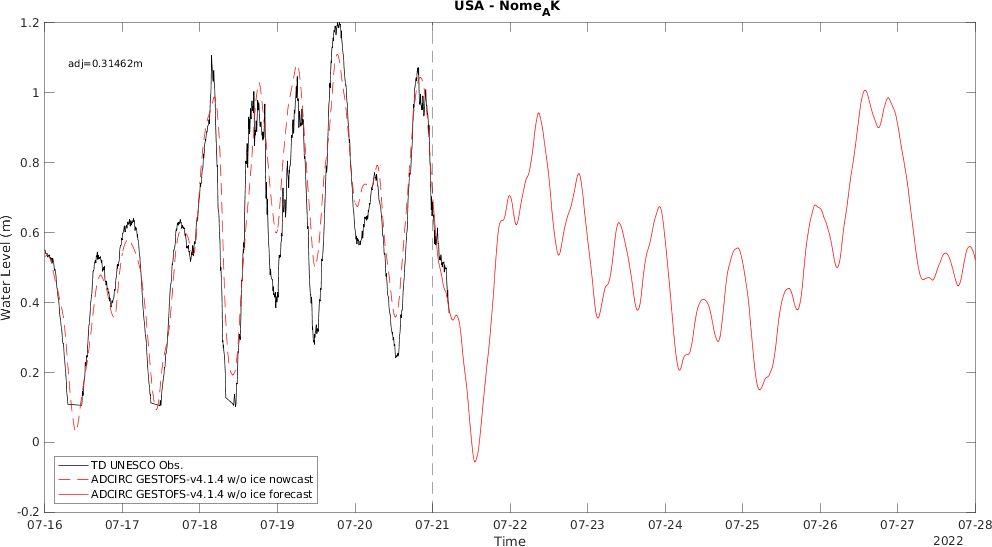 USA - Nome_AK
1.2
adj=0.31462m
1
0.8
0.6
0.4
0.2
0
-0.2
Water Level (m)
TD UNESCO Obs.
ADCIRC GESTOFS-v4.1.4 w/o ice nowcast
ADCIRC GESTOFS-v4.1.4 w/o ice forecast
07-16 07-17 07-18 07-19 07-20 07-21 07-22 07-23 07-24 07-25 07-26 07-27 07-28
Time
2022